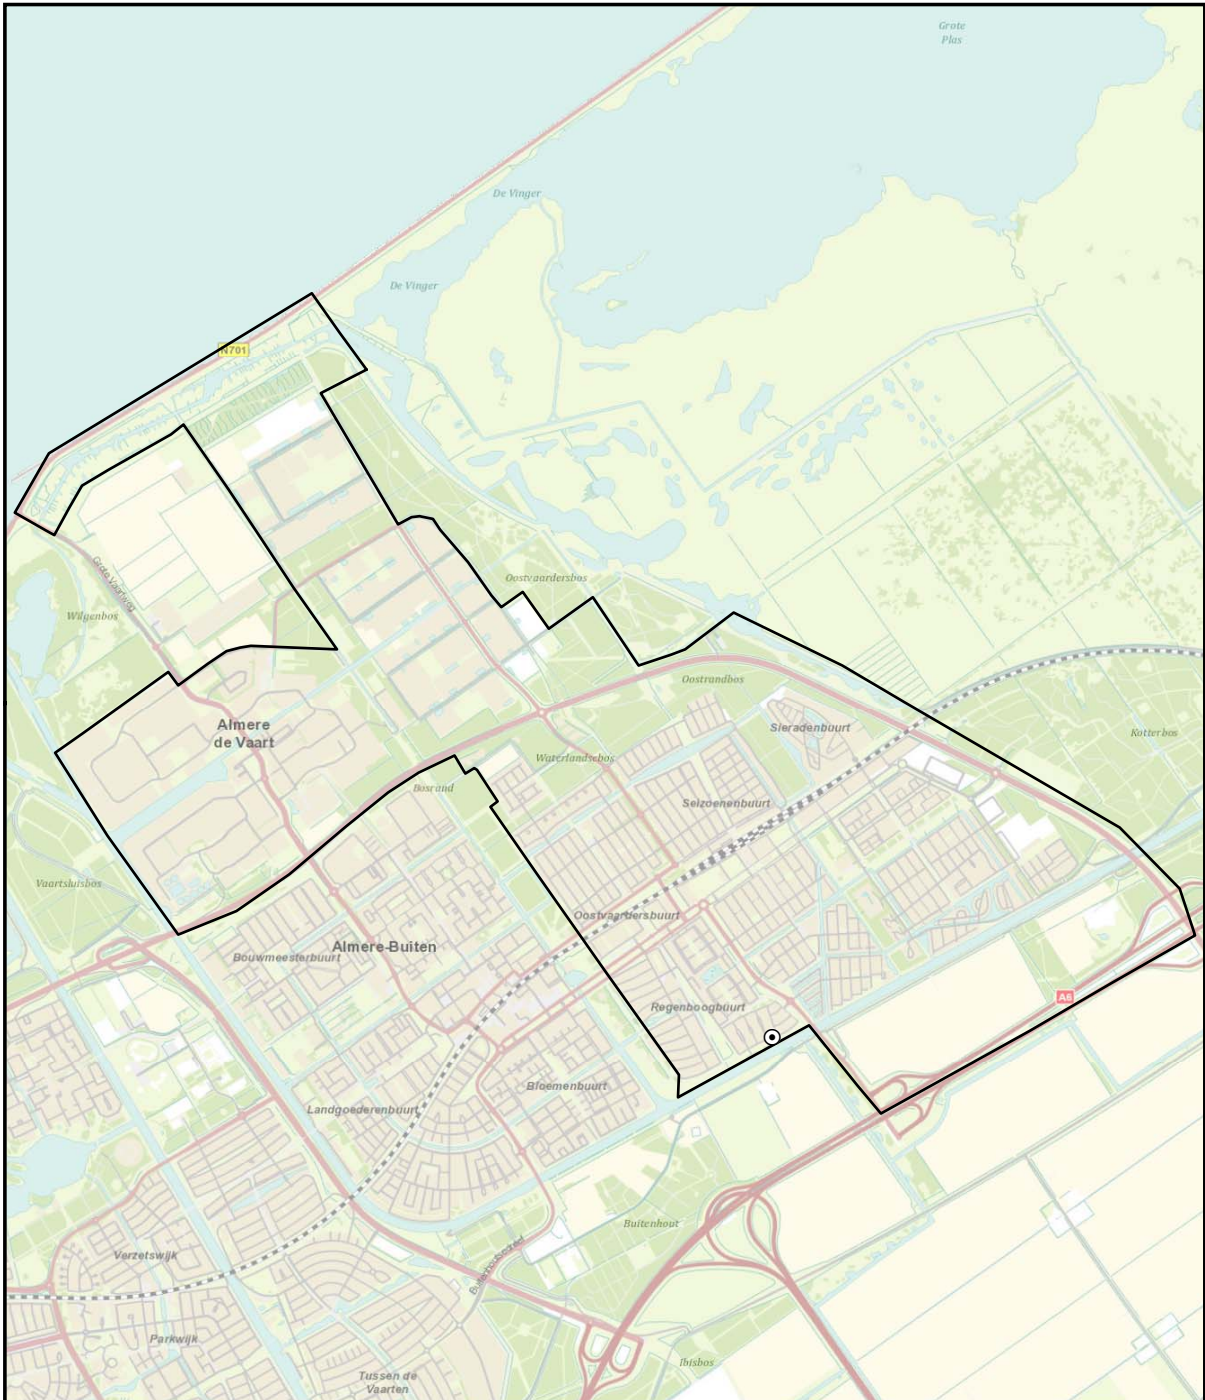 Grote
Plas
De Vinger
De Vinger
N701
Oostvaardersbos
Grote Vaartweg
Wilgenbos
Oostrandbos
Almere
de Vaart
Sieradenbuurt
Kotterbos
Waterlandsebos
Bosrand
Seizoenenbuurt
Vaartsluisbos
Oostvaardersbuurt
Almere-Buiten
Bouwmeesterbuurt
A6
Regenboogbuurt
Bloemenbuurt
Landgoederenbuurt
Buitenhout
Verzetswijk
Parkwijk
Ibisbos
Tussen de
Vaarten